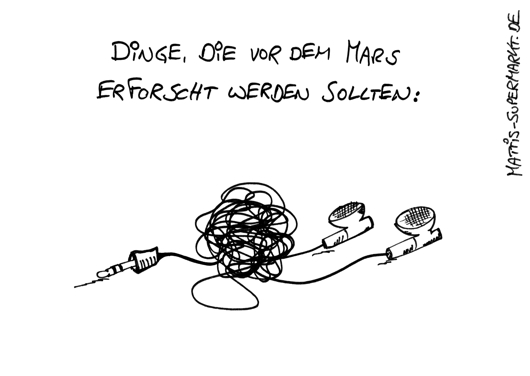 DINGE, DIE VOR DEM MARS
ERFORSCHT WERDEN SOLLTEN:
MATTIS-SUPERMARKT.DE